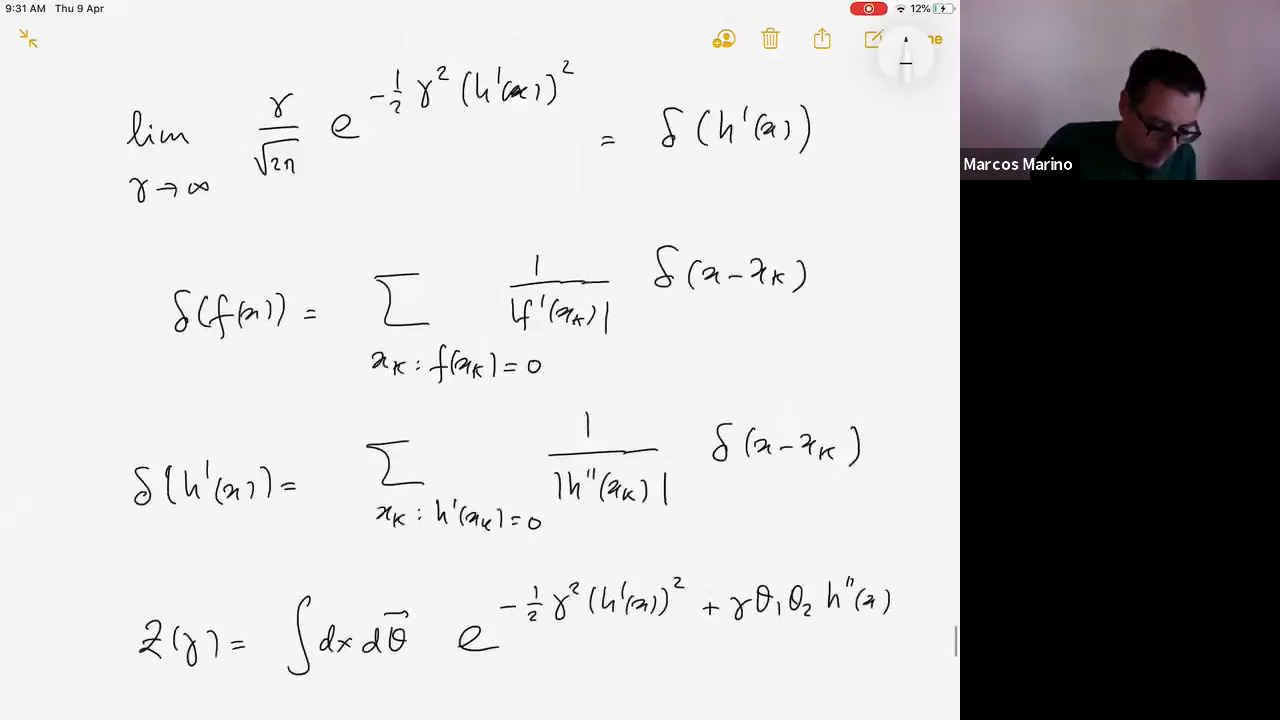 9:31 AM Thu 9 Apr 12%
lim γ→∞ γ/√2π e^{-1/2 γ² (h'(x))²} = δ(h'(x))
δ(f(x)) = Σ_{x_K : f(x_K) = 0} 1/|f'(x_K)| δ(x - x_K)
δ(h'(x)) = Σ_{x_K : h'(x_K) = 0} 1/|h''(x_K)| δ(x - x_K)
Z(γ) = ∫ dx dθ⃗ e^{-1/2 γ² (h'(x))² + γ θ₁ θ₂ h''(x)}
Marcos Marino